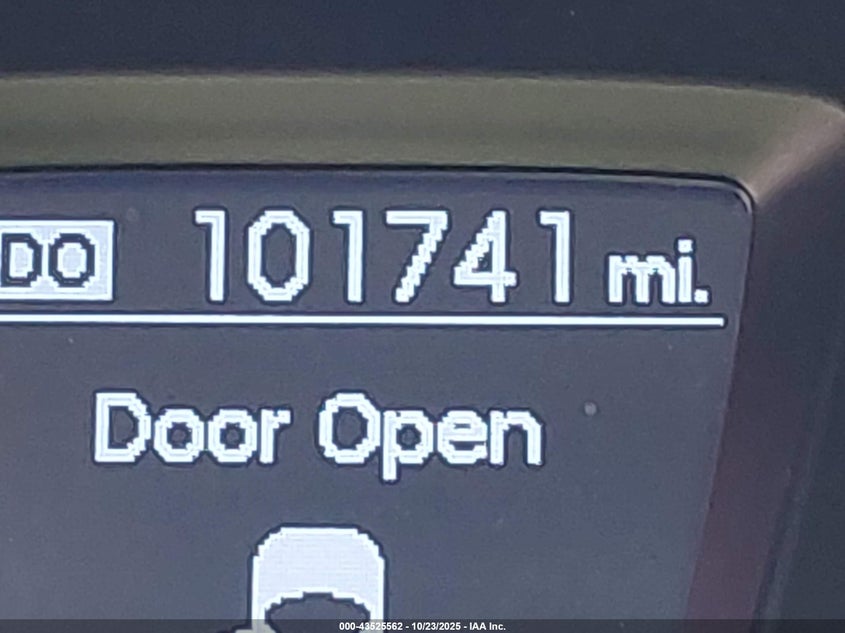 DO 101741 mi.
Door Open
000-43525562 - 10/23/2025 - IAA Inc.